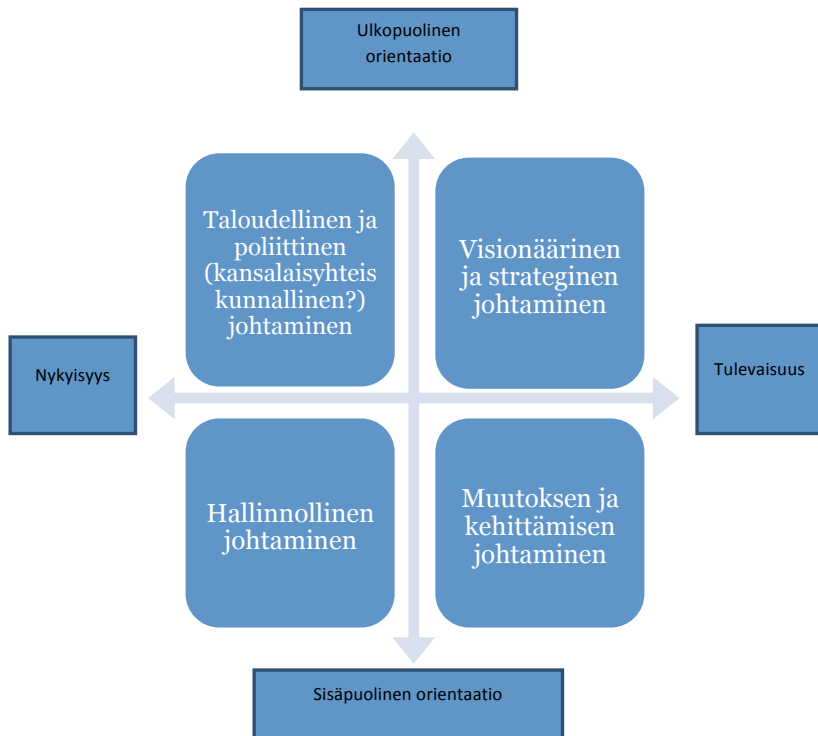 Ulkopuolinen
orientaatio
Taloudellinen ja
poliittinen
(kansalaisyhteis
kunnallinen?)
johtaminen
Visionäärinen
ja strateginen
johtaminen
Nykyisyys
Tulevaisuus
Hallinnollinen
johtaminen
Muutoksen ja
kehittämisen
johtaminen
Sisäpuolinen orientaatio